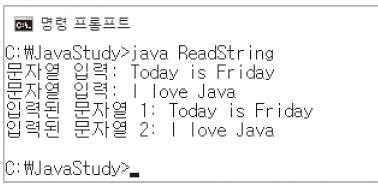 명령 프롬프트
C:₩JavaStudy>java ReadString
문자열 입력: Today is Friday
문자열 입력: I love Java
입력된 문자열 1: Today is Friday
입력된 문자열 2: I love Java
C:₩JavaStudy>